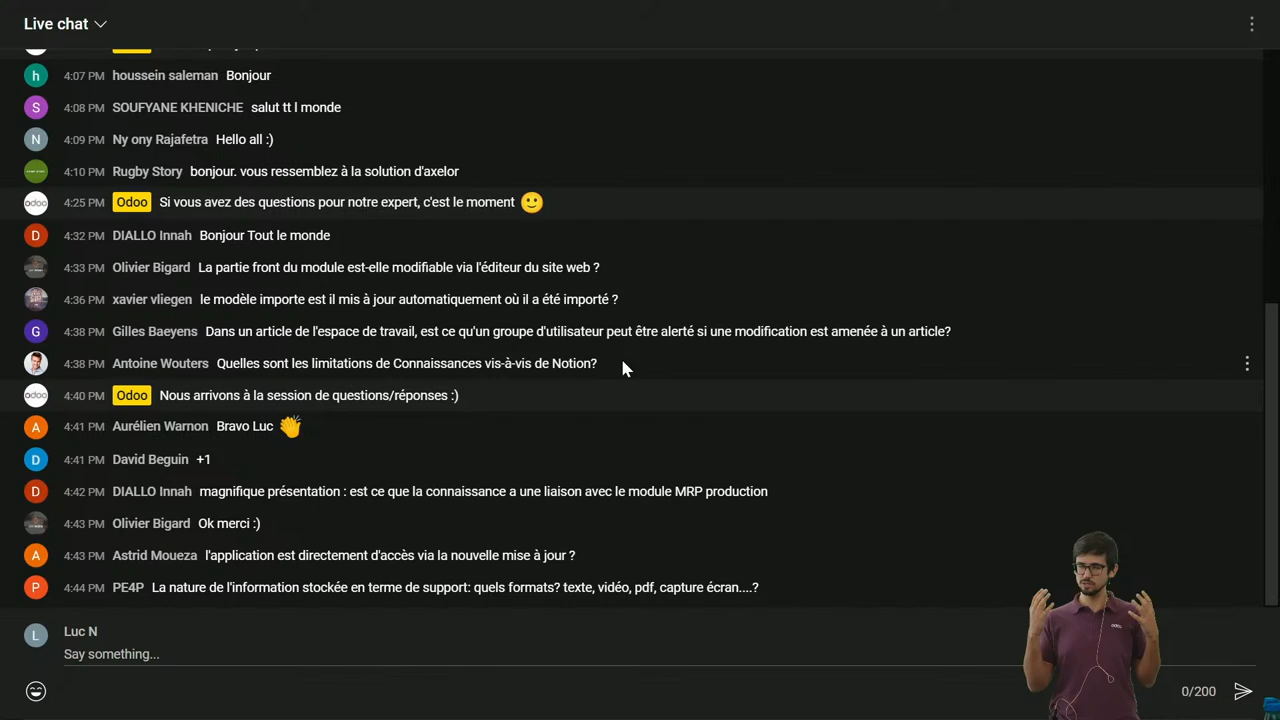 Live chat
h 4:07 PM houssein saleman Bonjour
S 4:08 PM SOUFYANE KHENICHE salut tt l monde
N 4:09 PM Ny ony Rajafetra Hello all :)
4:10 PM Rugby Story bonjour. vous ressemblez à la solution d'axelor
odoo 4:25 PM Odoo Si vous avez des questions pour notre expert, c'est le moment 🙂
D 4:32 PM DIALLO Innah Bonjour Tout le monde
4:33 PM Olivier Bigard La partie front du module est-elle modifiable via l'éditeur du site web ?
4:36 PM xavier vliegen le modèle importe est il mis à jour automatiquement où il a été importé ?
G 4:38 PM Gilles Baeyens Dans un article de l'espace de travail, est ce qu'un groupe d'utilisateur peut être alerté si une modification est amenée à un article?
4:38 PM Antoine Wouters Quelles sont les limitations de Connaissances vis-à-vis de Notion?
odoo 4:40 PM Odoo Nous arrivons à la session de questions/réponses :)
A 4:41 PM Aurélien Warnon Bravo Luc 👏
D 4:41 PM David Beguin +1
D 4:42 PM DIALLO Innah magnifique présentation : est ce que la connaissance a une liaison avec le module MRP production
4:43 PM Olivier Bigard Ok merci :)
A 4:43 PM Astrid Moueza l'application est directement d'accès via la nouvelle mise à jour ?
P 4:44 PM PE4P La nature de l'information stockée en terme de support: quels formats? texte, vidéo, pdf, capture écran....?
L Luc N
Say something...
odoo
0/200